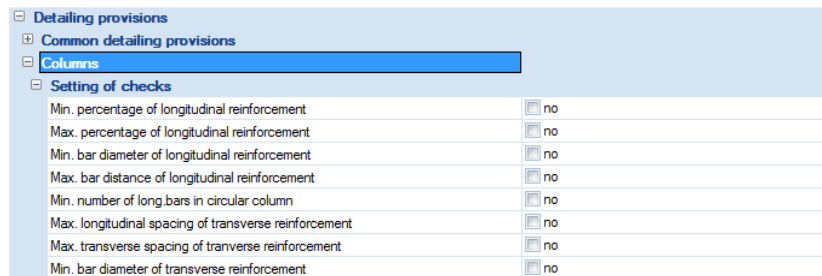 Detailing provisions
Common detailing provisions
Columns
Setting of checks
Min. percentage of longitudinal reinforcement no
Max. percentage of longitudinal reinforcement no
Min. bar diameter of longitudinal reinforcement no
Max. bar distance of longitudinal reinforcement no
Min. number of long.bars in circular column no
Max. longitudinal spacing of transverse reinforcement no
Max. transverse spacing of tranverse reinforcement no
Min. bar diameter of transverse reinforcement no